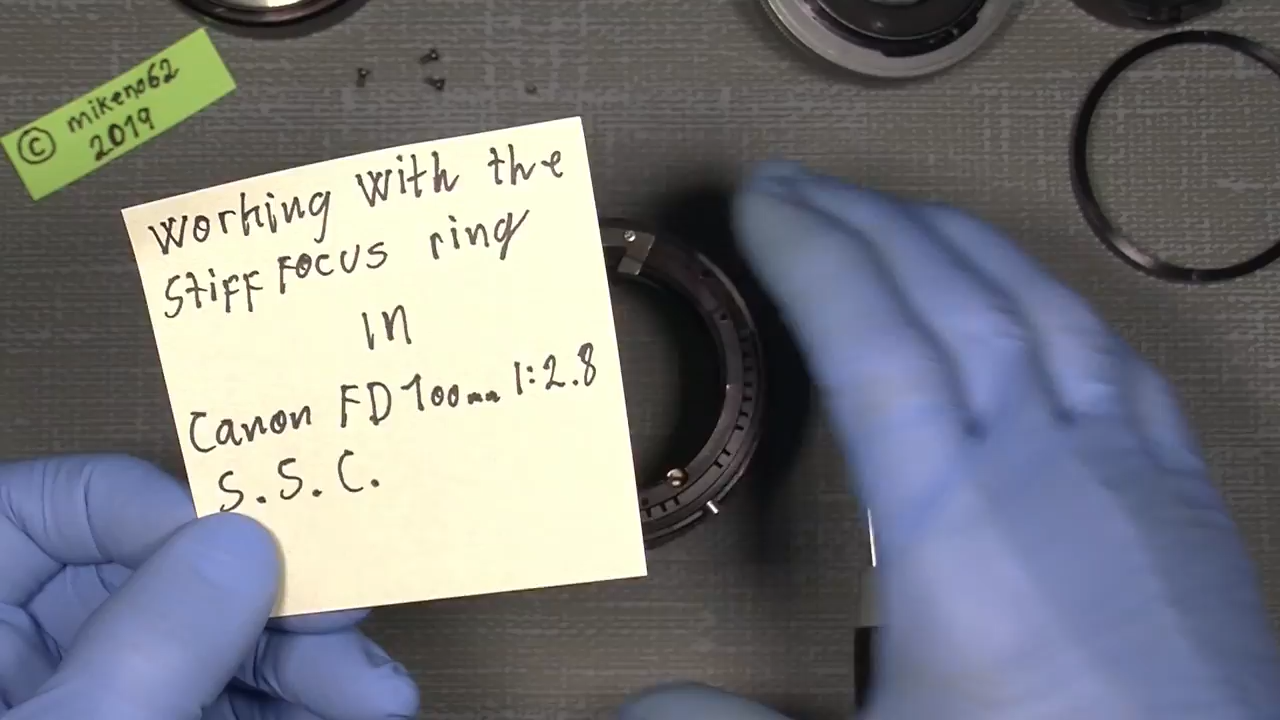 © mikeno62
2019
Working with the
Stiff Focus ring
in
Canon FD 100mm 1:2.8
S.S.C.